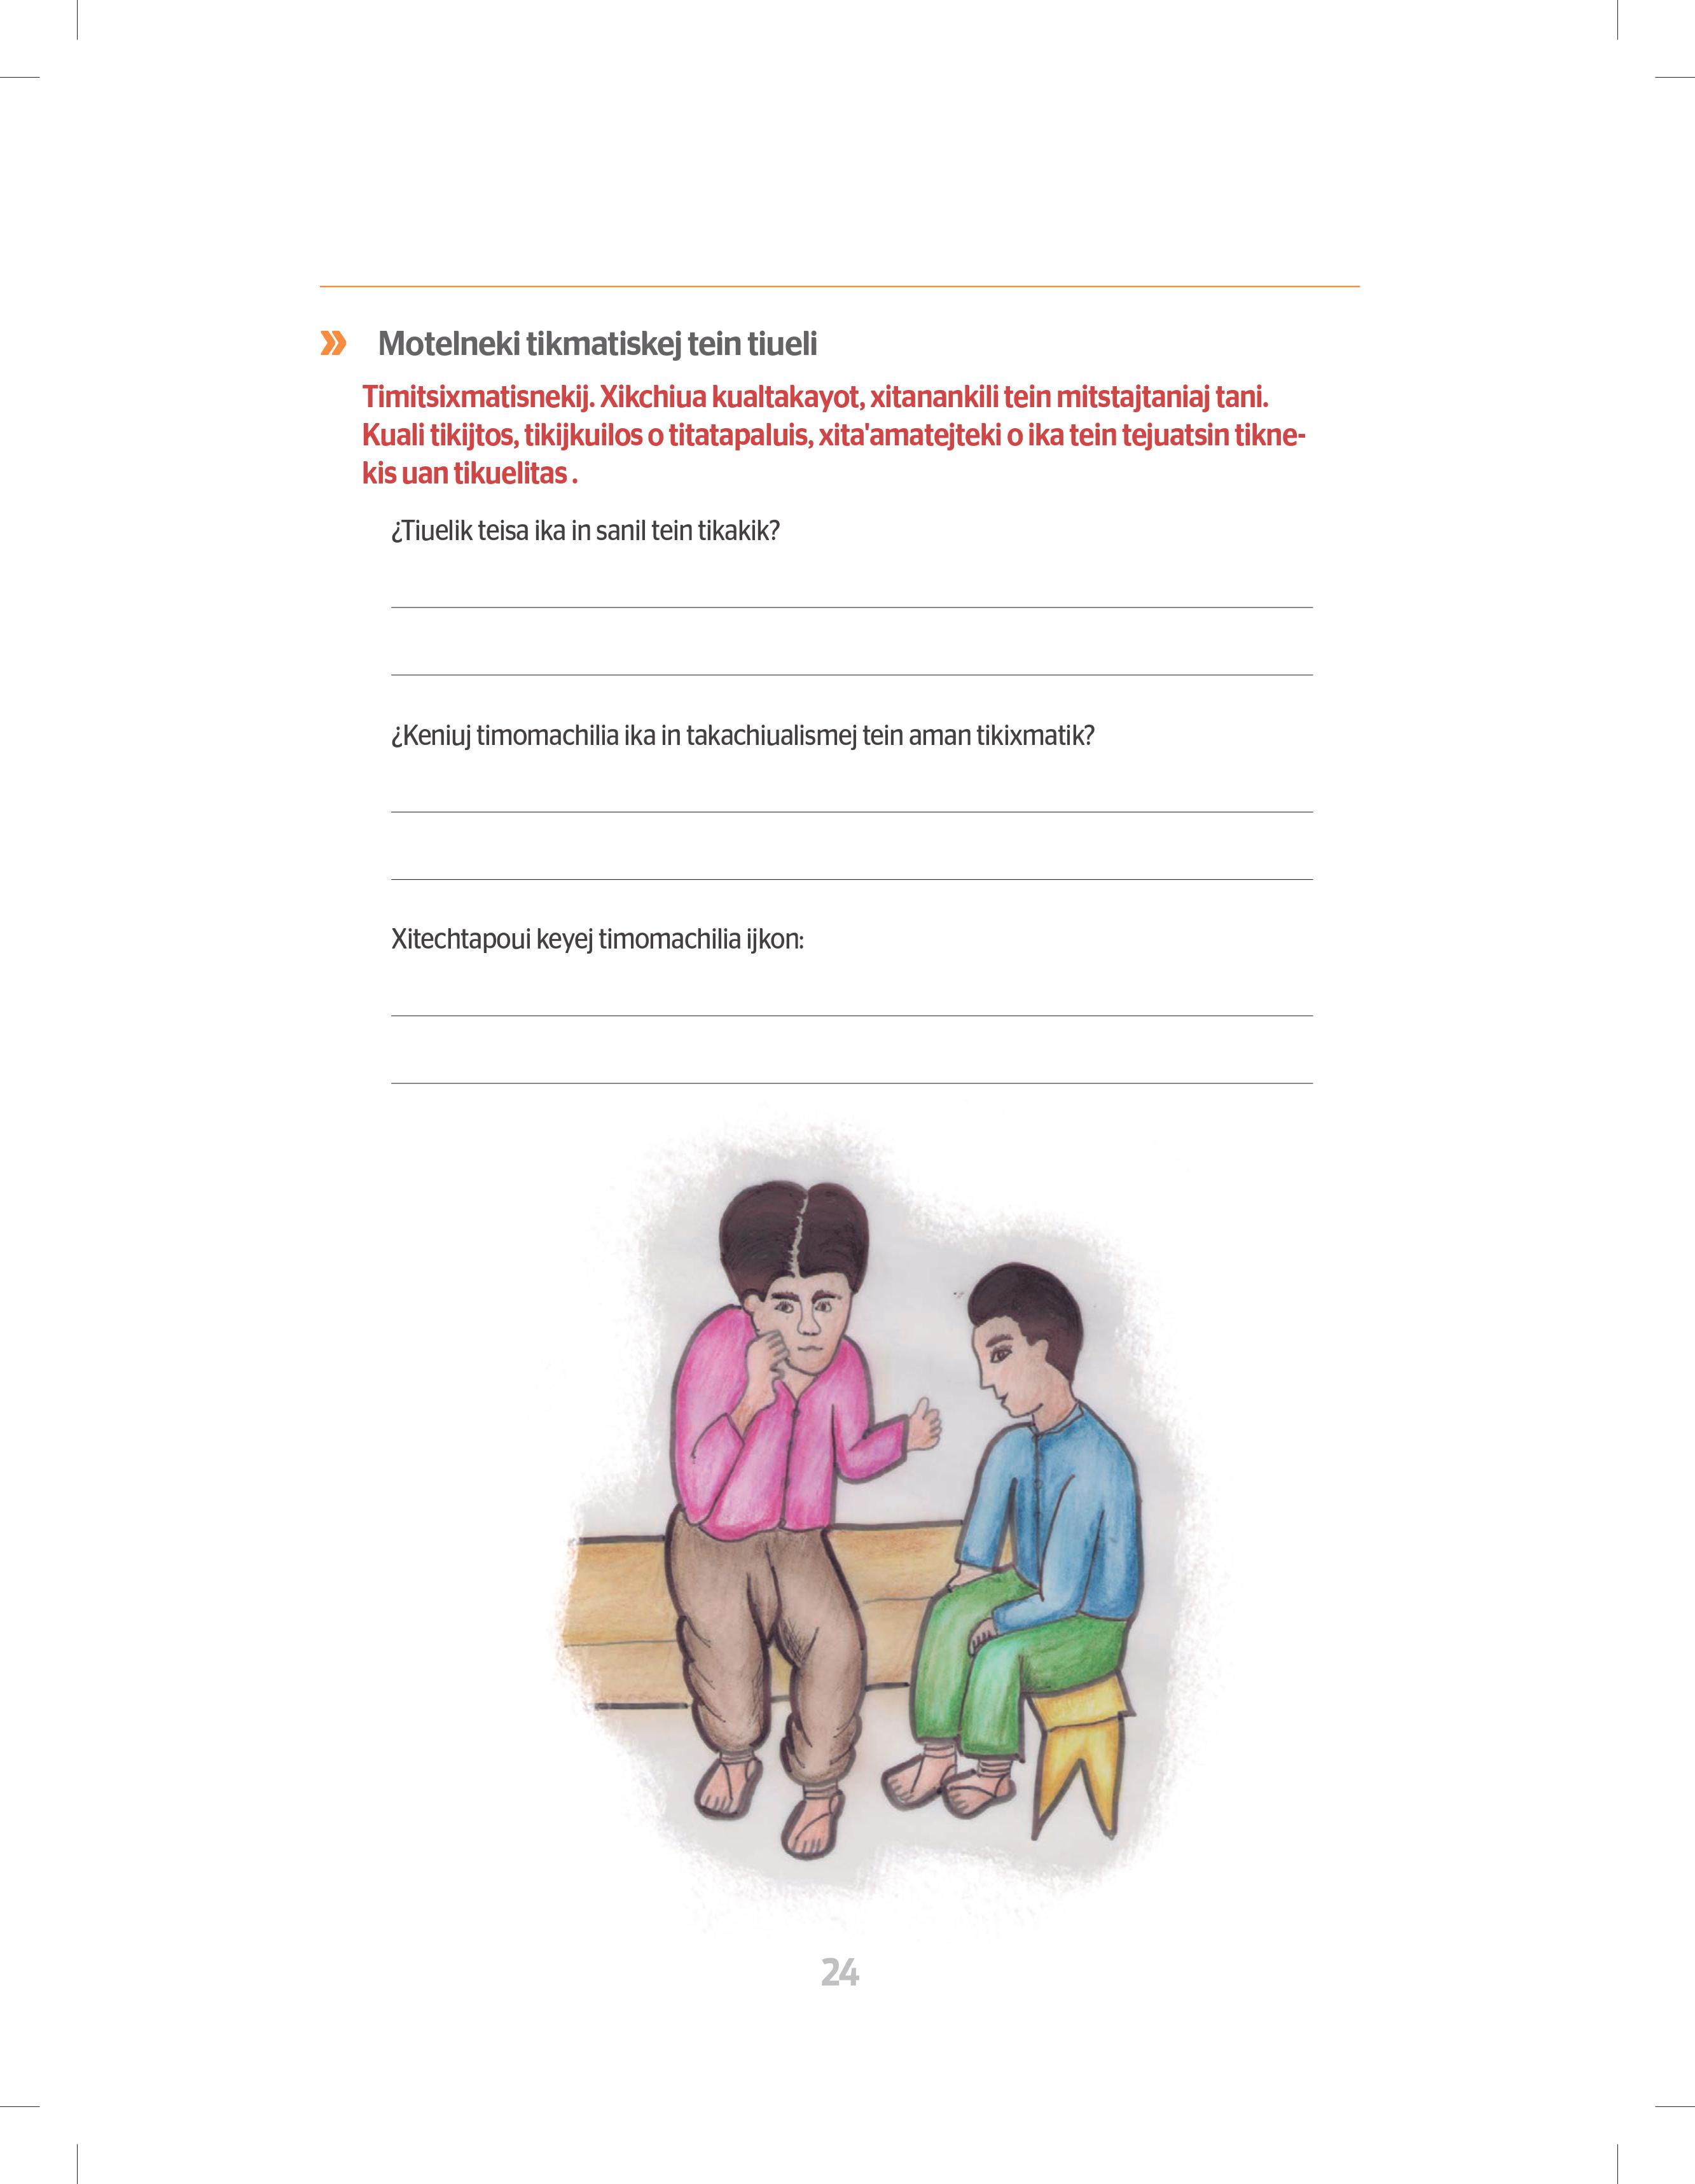 » Motelneki tikmatiskej tein tiueli
Timitsixmatisnekij. Xikchiua kualtakayot, xitanankili tein mitstajtaniaj tani.
Kuali tikijtos, tikijkuilos o titatapaluis, xita'amatejteki o ika tein tejuatsin tikne-
kis uan tikuelitas .
¿Tiuelik teisa ika in sanil tein tikakik?
¿Keniuj timomachilia ika in takachiualismej tein aman tikixmatik?
Xitechtapoui keyej timomachilia ijkon:
24